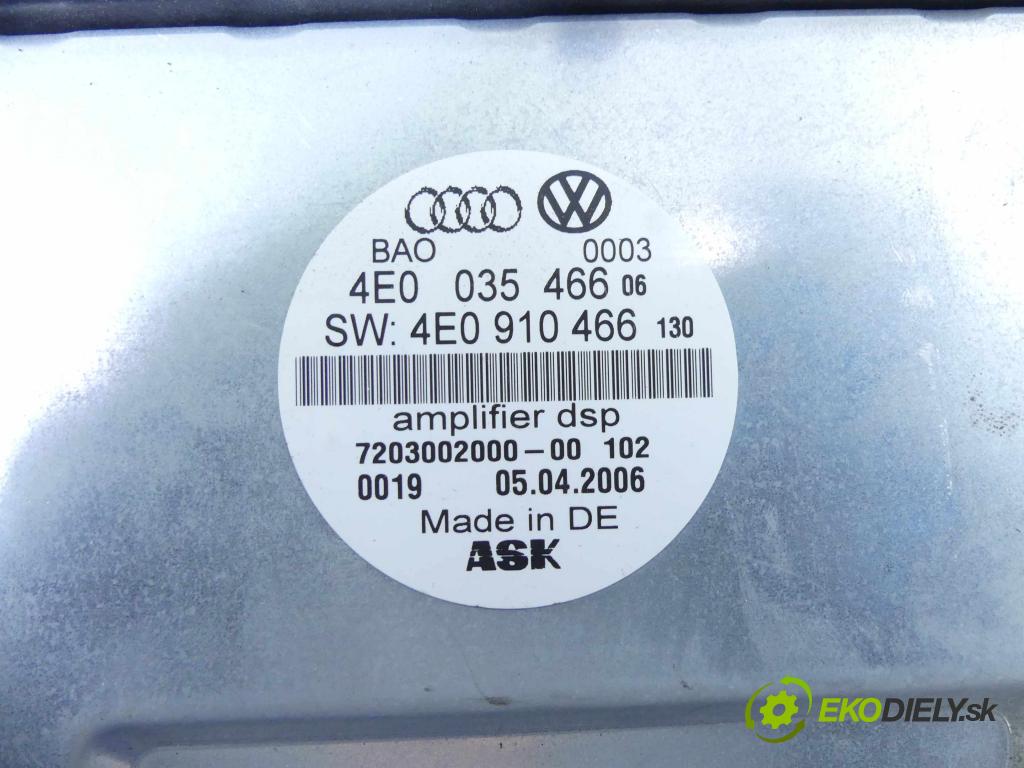 BAO 0003
4E0 035 466 06
SW: 4E0 910 466 130
amplifier dsp
7203002000-00 102
0019 05.04.2006
Made in DE
ASK
EKODIELY.sk